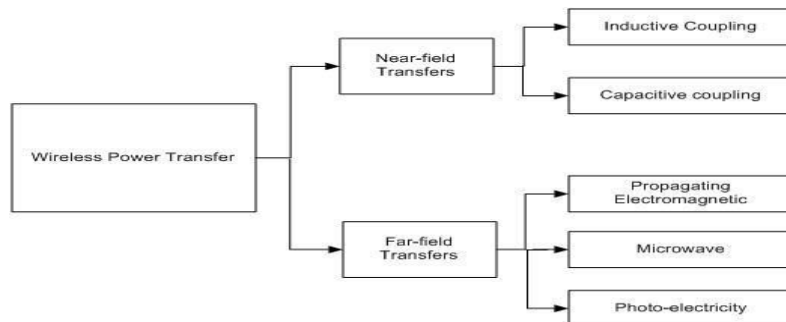 Wireless Power Transfer
Near-field
Transfers
Inductive Coupling
Capacitive coupling
Far-field
Transfers
Propagating
Electromagnetic
Microwave
Photo-electricity